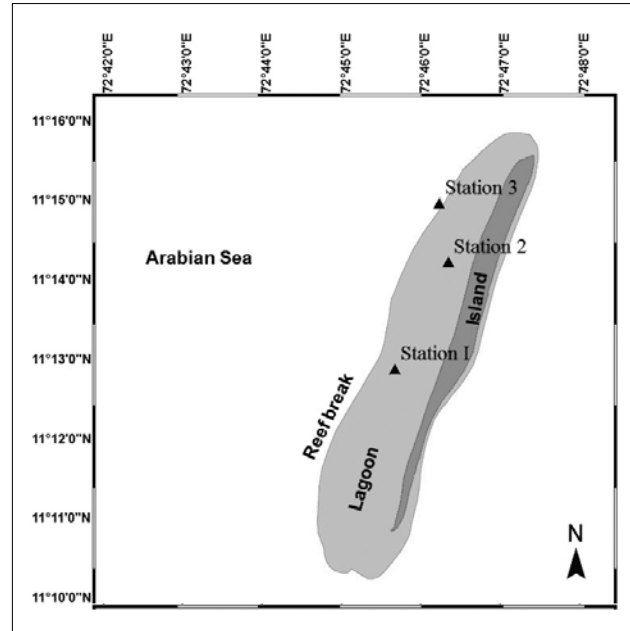 72°42'0"E
72°43'0"E
72°44'0"E
72°45'0"E
72°46'0"E
72°47'0"E
72°48'0"E
11°16'0"N
11°15'0"N
11°14'0"N
11°13'0"N
11°12'0"N
11°11'0"N
11°10'0"N
Station 3
Station 2
Arabian Sea
Island
Station 1
Reef break
Lagoon
N